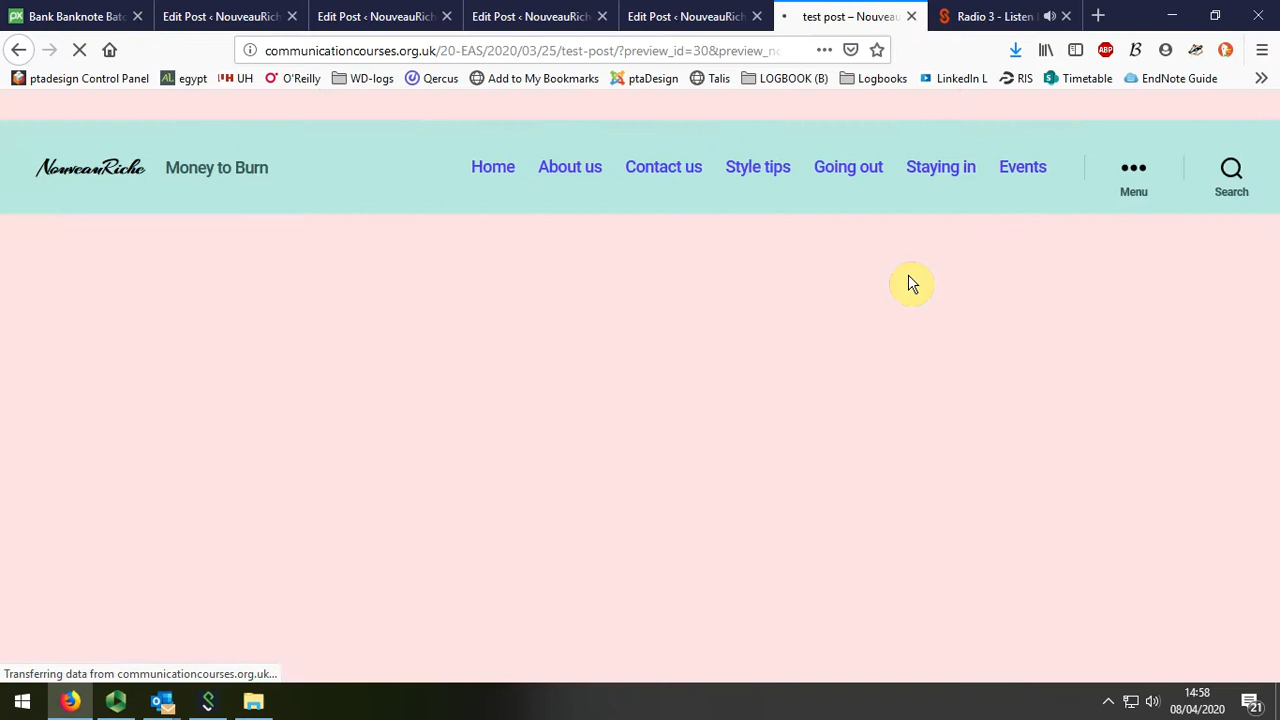 Bank Banknote Batc
Edit Post ‹ NouveauRich
Edit Post ‹ NouveauRich
Edit Post ‹ NouveauRich
Edit Post ‹ NouveauRich
test post – Nouveau
Radio 3 - Listen
communicationcourses.org.uk/20-EAS/2020/03/25/test-post/?preview_id=30&preview_no
ptadesign Control Panel
AL egypt
UH
O'Reilly
WD-logs
Qercus
Add to My Bookmarks
ptaDesign
Talis
LOGBOOK (B)
Logbooks
LinkedIn L
RIS
Timetable
EndNote Guide
NouveauRiche
Money to Burn
Home
About us
Contact us
Style tips
Going out
Staying in
Events
Menu
Search
Transferring data from communicationcourses.org.uk...
14:58
08/04/2020
21